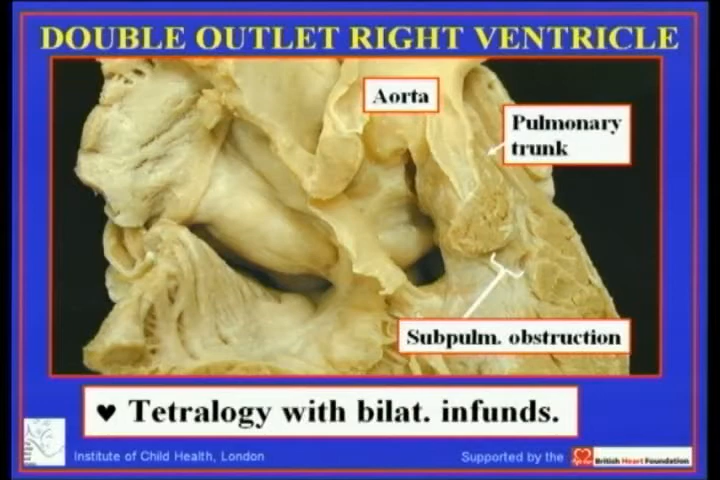 DOUBLE OUTLET RIGHT VENTRICLE
Aorta
Pulmonary
trunk
Subpulm. obstruction
♥ Tetralogy with bilat. infunds.
Institute of Child Health, London
Supported by the
British Heart Foundation